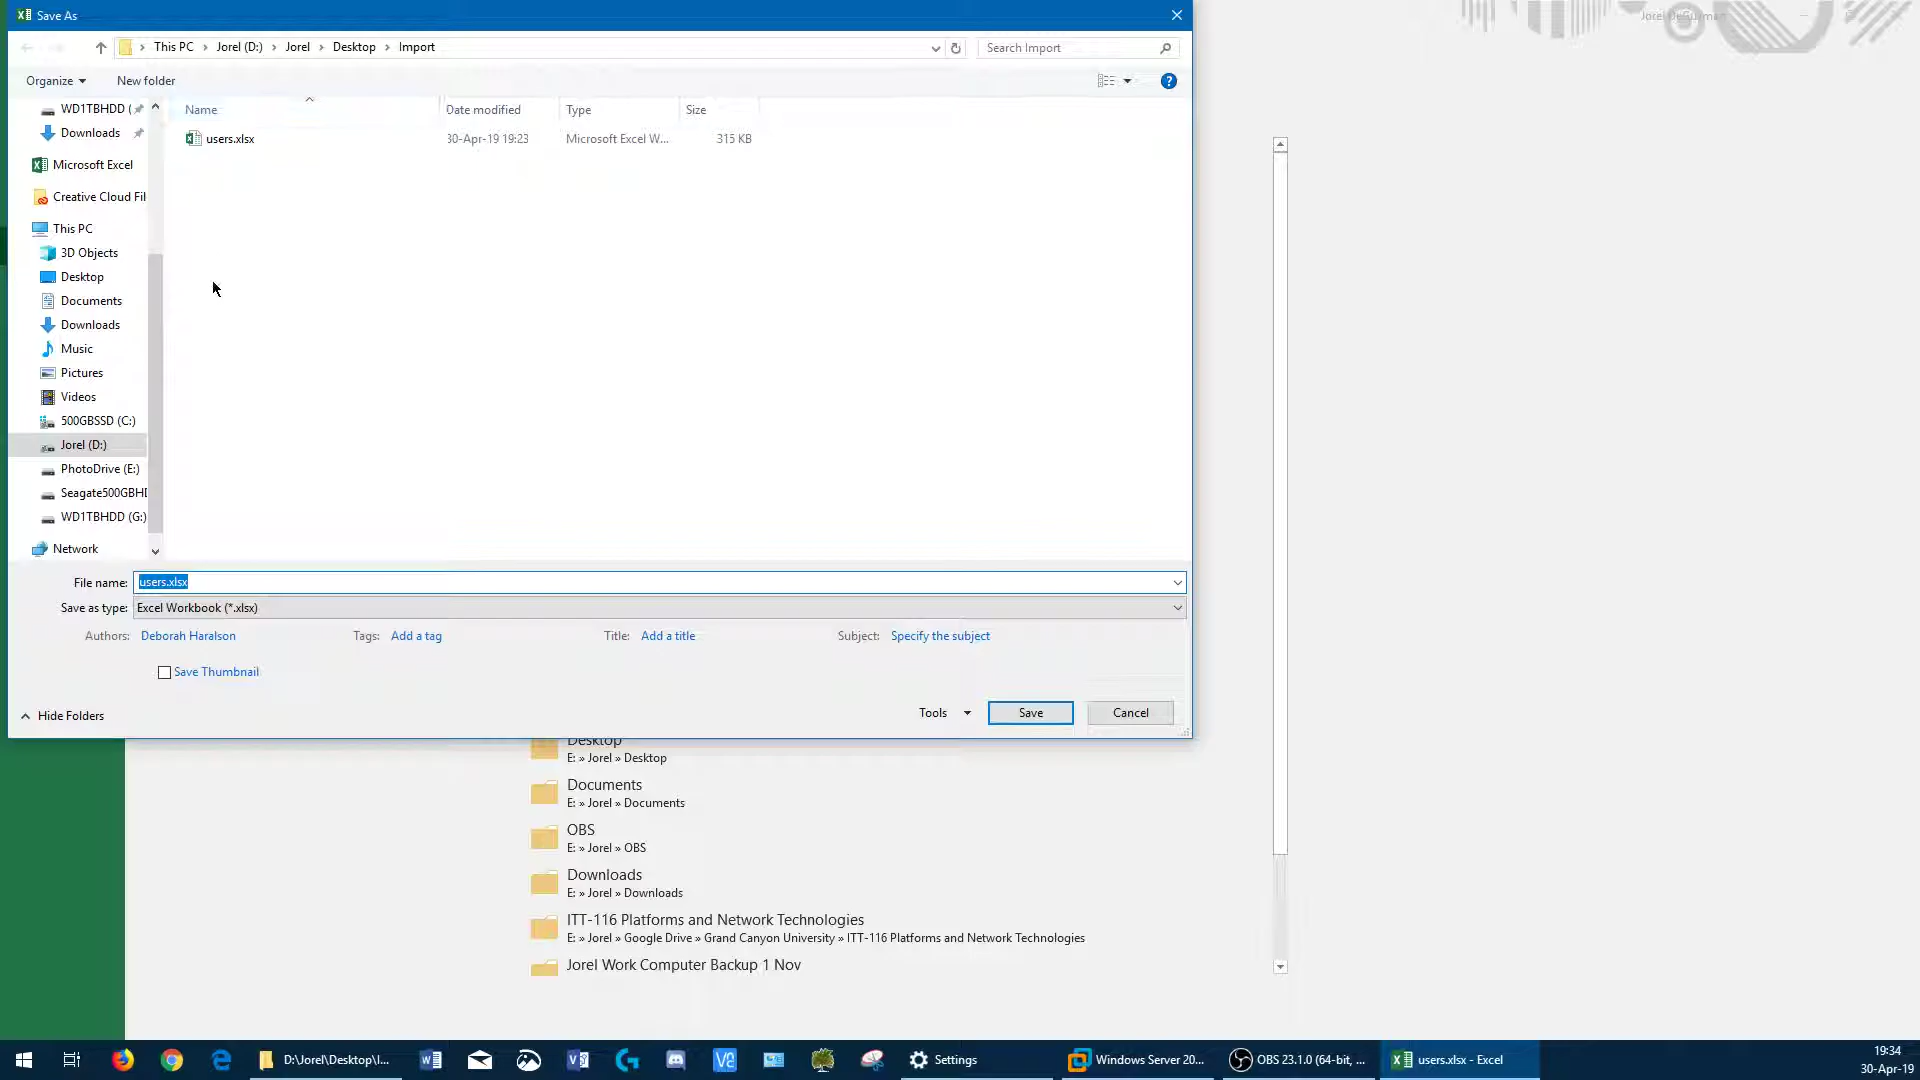 Save As
Jorel DeGuzman
This PC
Jorel (D:)
Jorel
Desktop
Import
Search Import
Organize
New folder
WD1TBHDD (
Downloads
Microsoft Excel
Creative Cloud Fil
This PC
3D Objects
Desktop
Documents
Downloads
Music
Pictures
Videos
500GBSSD (C:)
Jorel (D:)
PhotoDrive (E:)
Seagate500GBHD
WD1TBHDD (G:)
Network
Name Date modified Type Size
users.xlsx 30-Apr-19 19:23 Microsoft Excel W... 315 KB
File name: users.xlsx
Save as type: Excel Workbook (*.xlsx)
Authors: Deborah Haralson Tags: Add a tag Title: Add a title Subject: Specify the subject
Save Thumbnail
Hide Folders Tools Save Cancel
Desktop
E: » Jorel » Desktop
Documents
E: » Jorel » Documents
OBS
E: » Jorel » OBS
Downloads
E: » Jorel » Downloads
ITT-116 Platforms and Network Technologies
E: » Jorel » Google Drive » Grand Canyon University » ITT-116 Platforms and Network Technologies
Jorel Work Computer Backup 1 Nov
D:\Jorel\Desktop\I...
Settings
Windows Server 20...
OBS 23.1.0 (64-bit, ...
users.xlsx - Excel
19:34
30-Apr-19